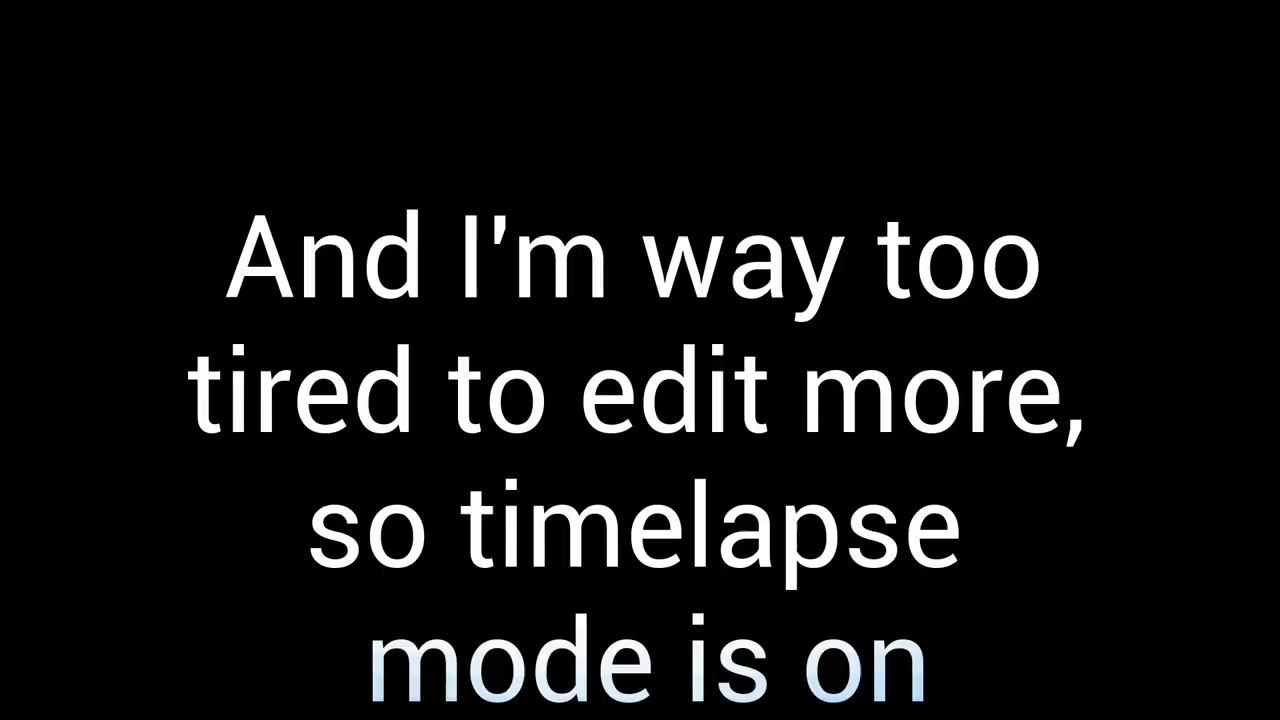 And I'm way too
tired to edit more,
so timelapse
mode is on